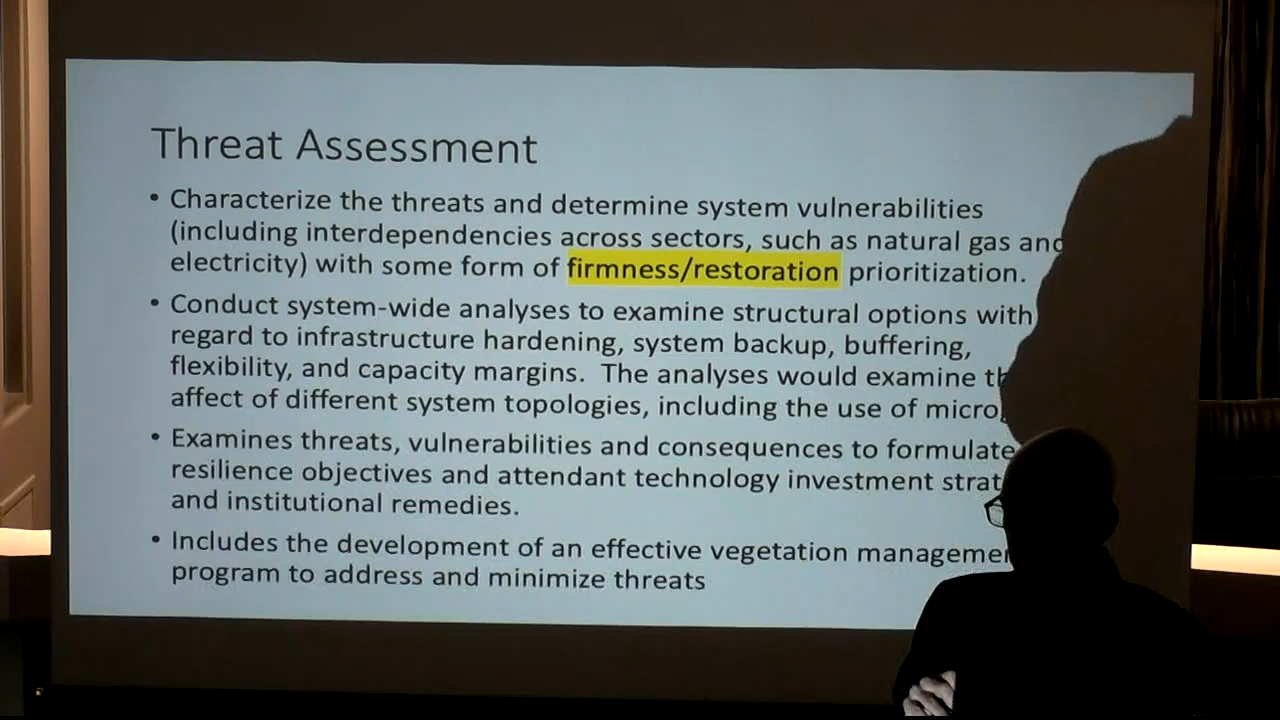 Threat Assessment
• Characterize the threats and determine system vulnerabilities
(including interdependencies across sectors, such as natural gas and
electricity) with some form of firmness/restoration prioritization.
• Conduct system-wide analyses to examine structural options with
regard to infrastructure hardening, system backup, buffering,
flexibility, and capacity margins. The analyses would examine
affect of different system topologies, including the use of
• Examines threats, vulnerabilities and consequences to formulate
resilience objectives and attendant technology investment
and institutional remedies.
• Includes the development of an effective vegetation
program to address and minimize threats